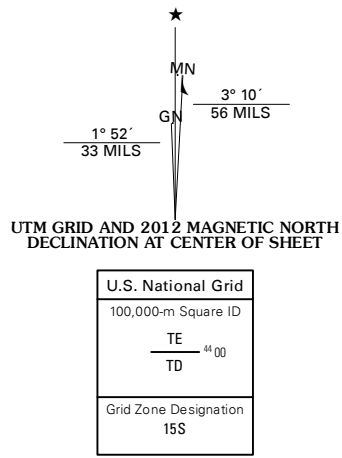 ★
MN
GN
3° 10´
56 MILS
1° 52´
33 MILS
UTM GRID AND 2012 MAGNETIC NORTH
DECLINATION AT CENTER OF SHEET
U.S. National Grid
100,000-m Square ID
TE
44 00
TD
Grid Zone Designation
15S